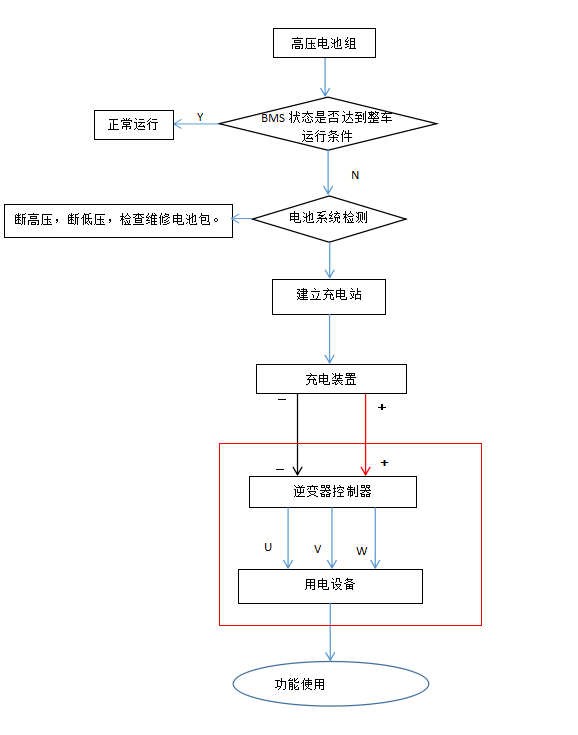 高压电池组
BMS 状态是否达到整车
运行条件
Y
正常运行
N
电池系统检测
断高压，断低压，检查维修电池包。
建立充电站
充电装置
− +
− +
逆变器控制器
U V W
用电设备
功能使用